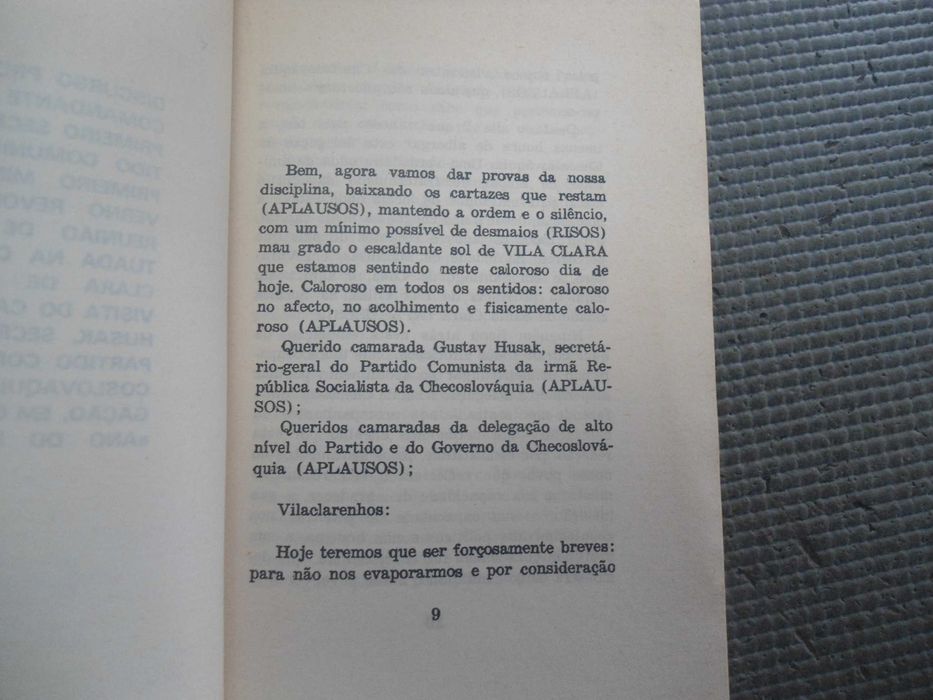 Bem, agora vamos dar provas da nossa
disciplina, baixando os cartazes que restam
(APLAUSOS), mantendo a ordem e o silêncio,
com um mínimo possível de desmaios (RISOS)
mau grado o escaldante sol de VILA CLARA
que estamos sentindo neste caloroso dia de
hoje. Caloroso em todos os sentidos: caloroso
no afecto, no acolhimento e fisicamente calo-
roso (APLAUSOS).
Querido camarada Gustav Husak, secretá-
rio-geral do Partido Comunista da irmã Re-
pública Socialista da Checoslováquia (APLAU-
SOS);
Queridos camaradas da delegação de alto
nível do Partido e do Governo da Checoslová-
quia (APLAUSOS);
Vilaclarenhos:
Hoje teremos que ser forçosamente breves:
para não nos evaporarmos e por consideração
9